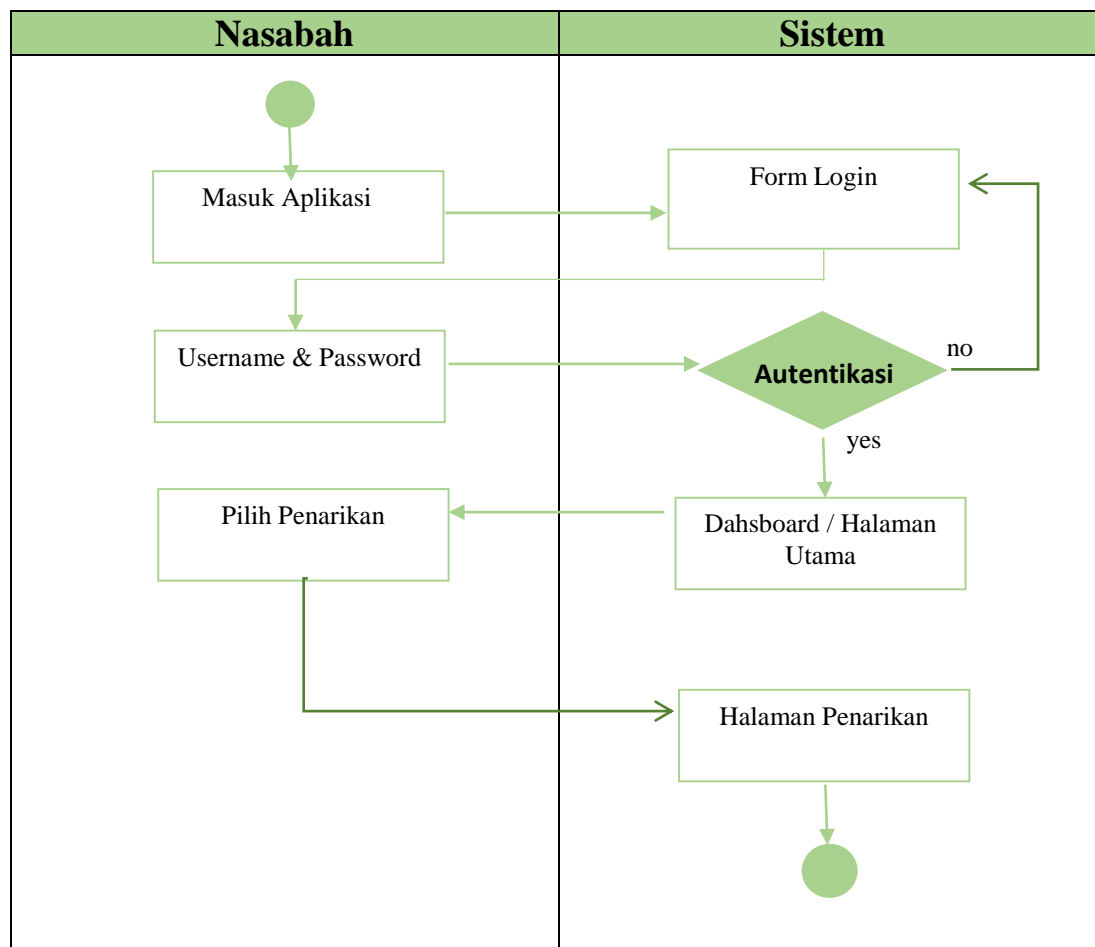 Nasabah
Sistem
Masuk Aplikasi
Form Login
Username & Password
Autentikasi
no
yes
Pilih Penarikan
Dahsboard / Halaman
Utama
Halaman Penarikan